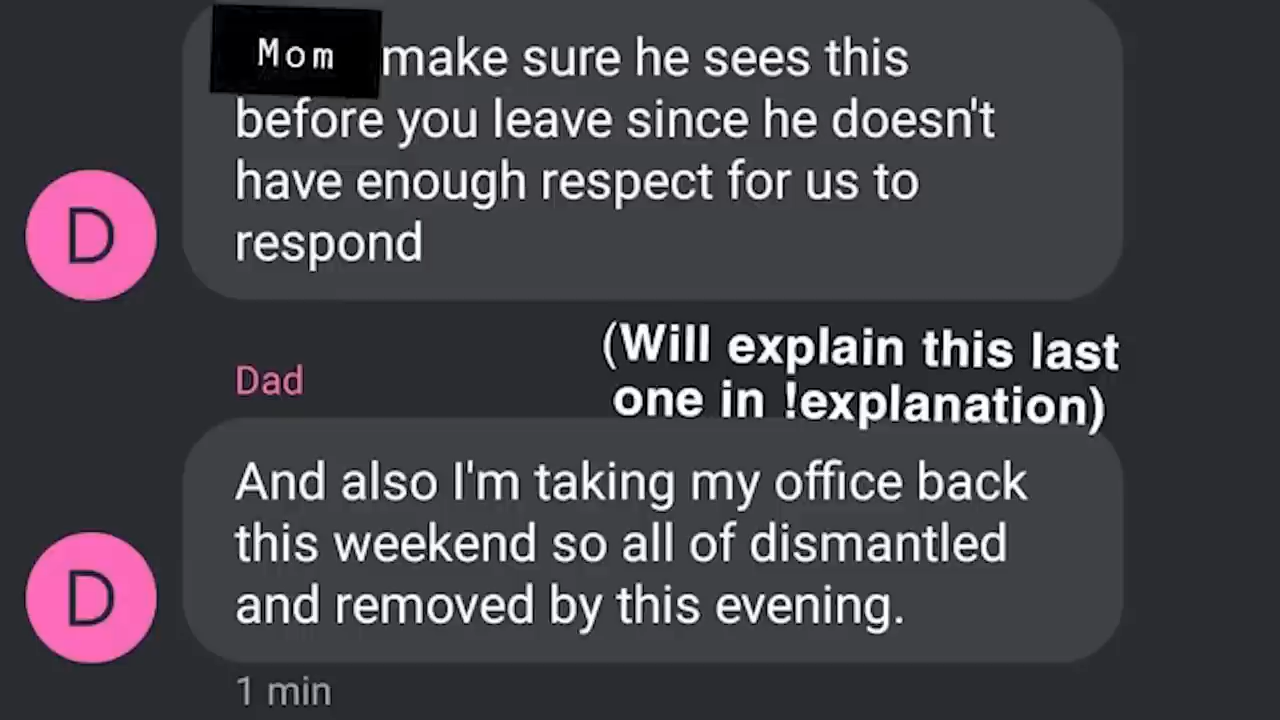 Mom make sure he sees this
before you leave since he doesn't
have enough respect for us to
respond
D
(Will explain this last
one in !explanation)
Dad
And also I'm taking my office back
this weekend so all of dismantled
and removed by this evening.
D
1 min